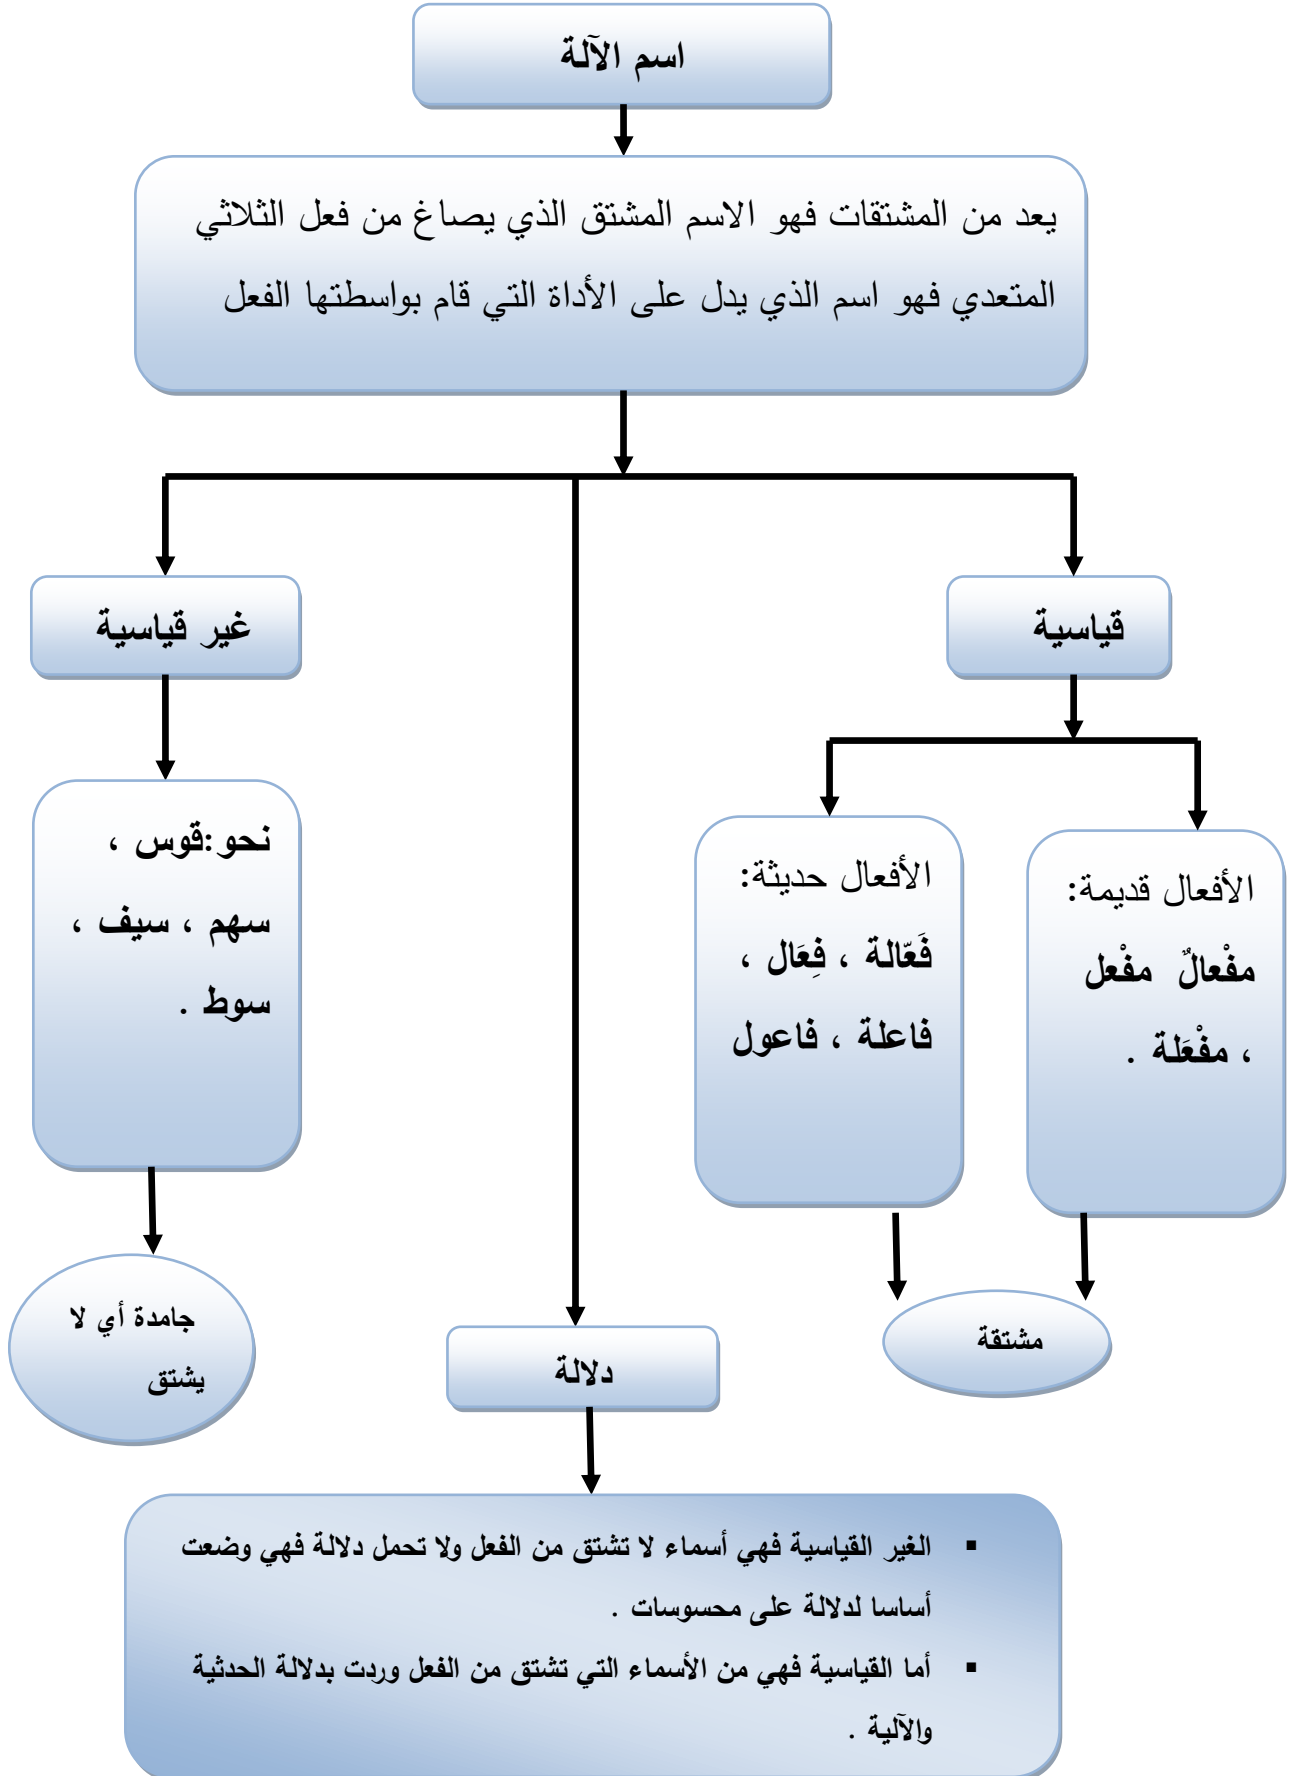 اسم الآلة
يعد من المشتقات فهو الاسم المشتق الذي يصاغ من فعل الثلاثي
المتعدي فهو اسم الذي يدل على الأداة التي قام بواسطتها الفعل
قياسية
غير قياسية
الأفعال قديمة:
مفْعالٌ مفْعل
، مفْعَلة .
الأفعال حديثة:
فَعّالة ، فِعَال ،
فاعلة ، فاعول
نحو:قوس ،
سهم ، سيف ،
سوط .
مشتقة
جامدة أي لا
يشتق
دلالة
▪ الغير القياسية فهي أسماء لا تشتق من الفعل ولا تحمل دلالة فهي وضعت
أساسا لدلالة على محسوسات .
▪ أما القياسية فهي من الأسماء التي تشتق من الفعل وردت بدلالة الحدثية
والآلية .